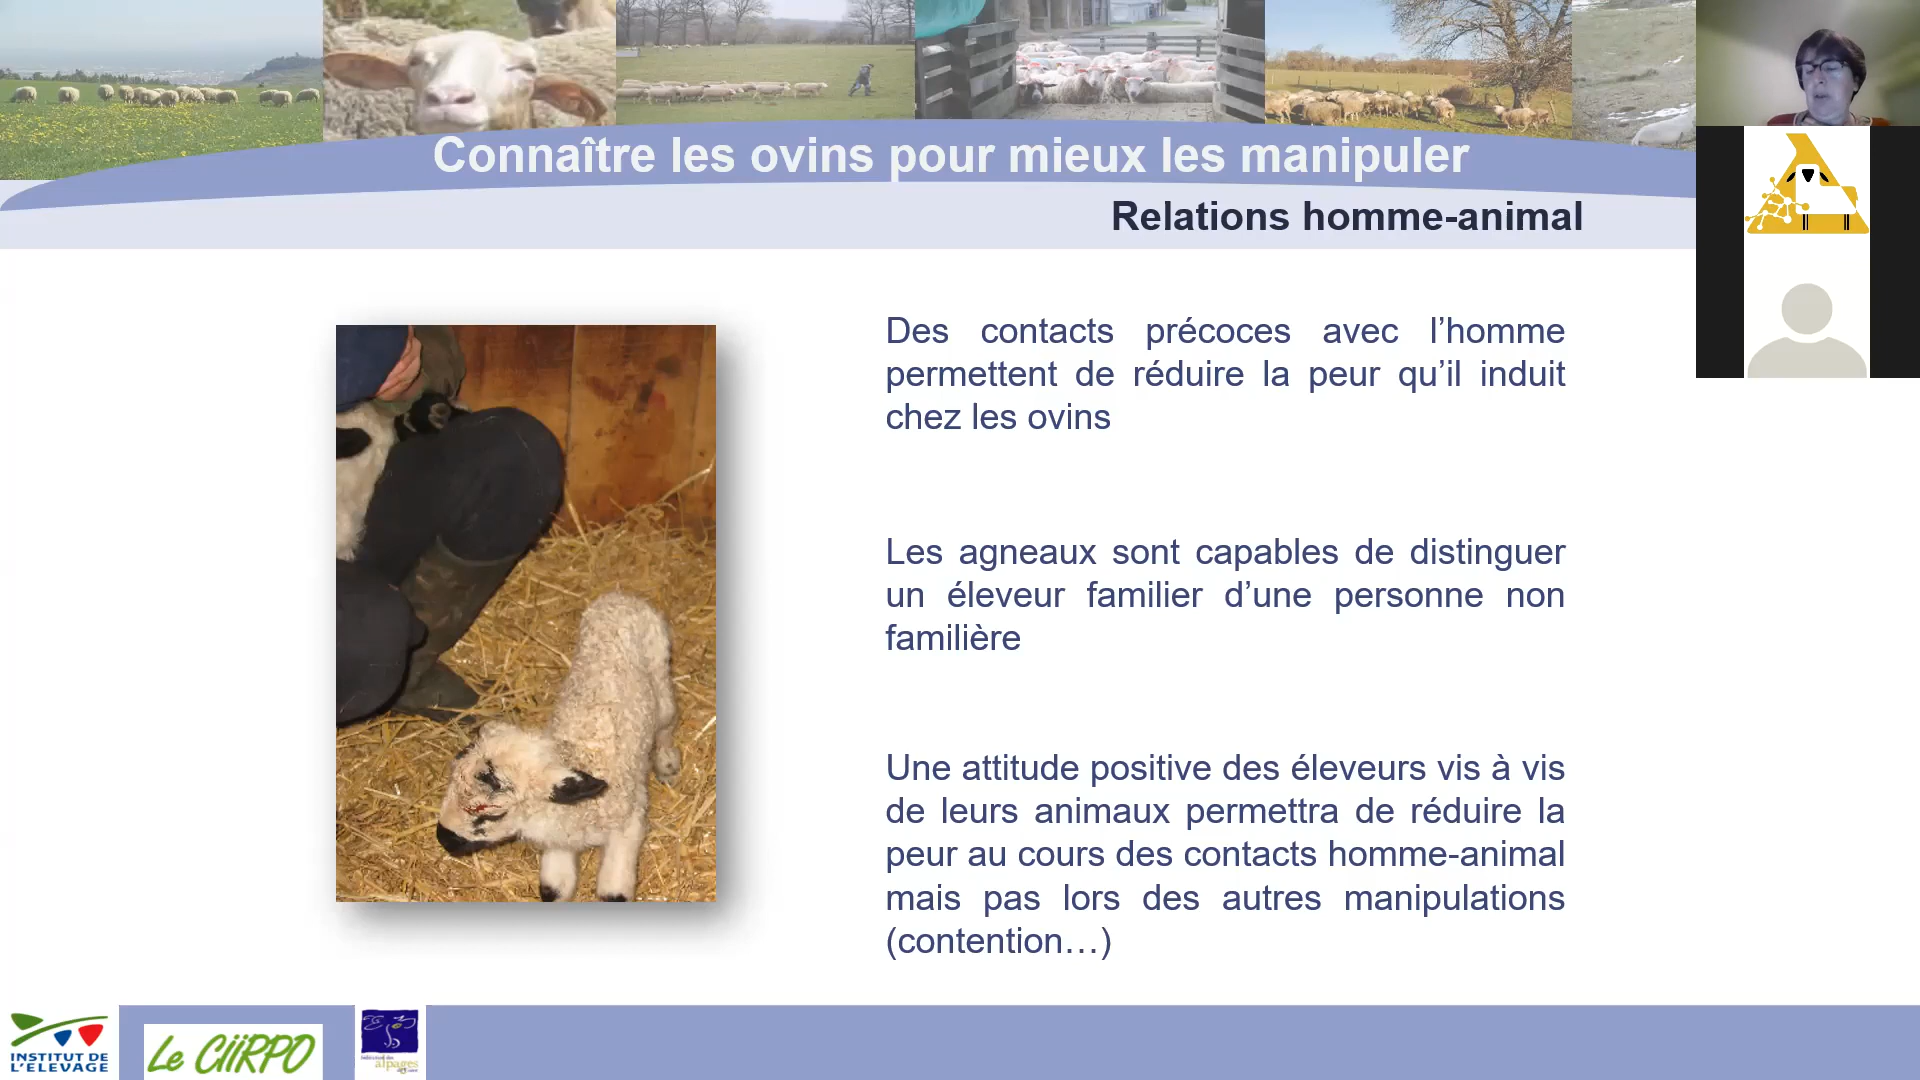 Connaître les ovins pour mieux les manipuler
Relations homme-animal
Des contacts précoces avec l’homme
permettent de réduire la peur qu’il induit
chez les ovins
Les agneaux sont capables de distinguer
un éleveur familier d’une personne non
familière
Une attitude positive des éleveurs vis à vis
de leurs animaux permettra de réduire la
peur au cours des contacts homme-animal
mais pas lors des autres manipulations
(contention…)
INSTITUT DE
L'ELEVAGE
Le CIIRPO
alpages